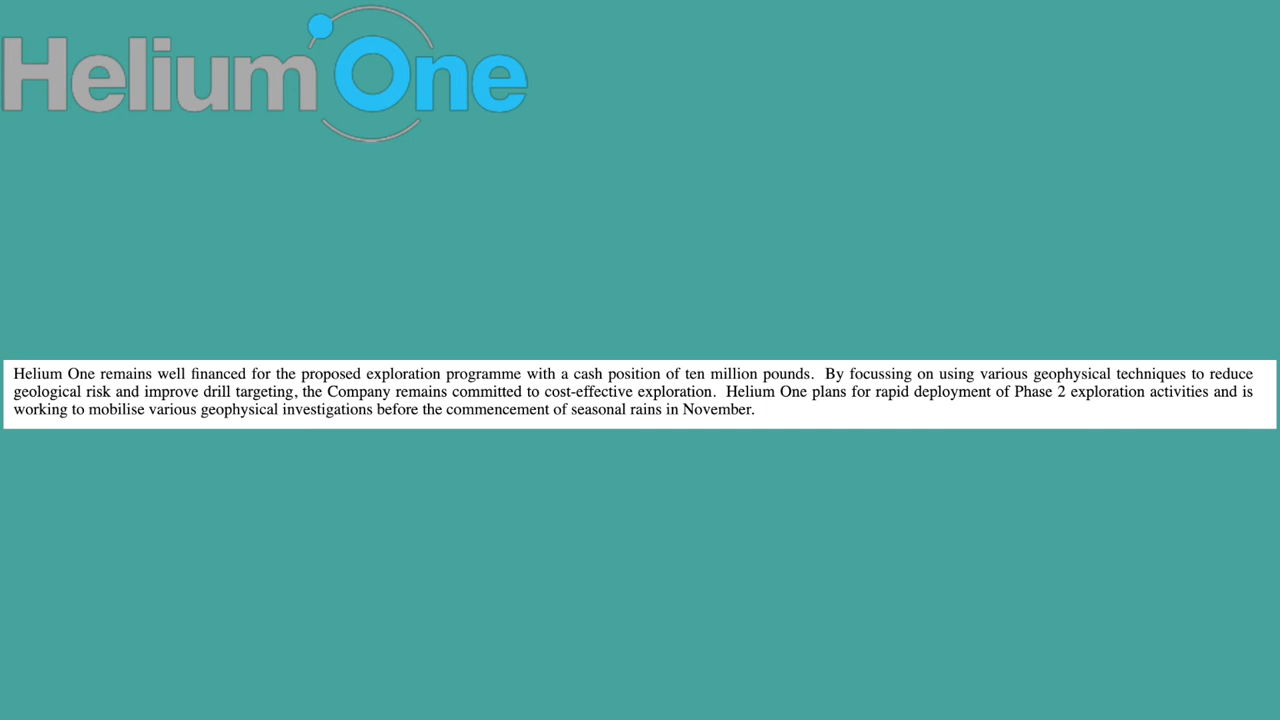 Helium One
Helium One remains well financed for the proposed exploration programme with a cash position of ten million pounds. By focussing on using various geophysical techniques to reduce
geological risk and improve drill targeting, the Company remains committed to cost-effective exploration. Helium One plans for rapid deployment of Phase 2 exploration activities and is
working to mobilise various geophysical investigations before the commencement of seasonal rains in November.